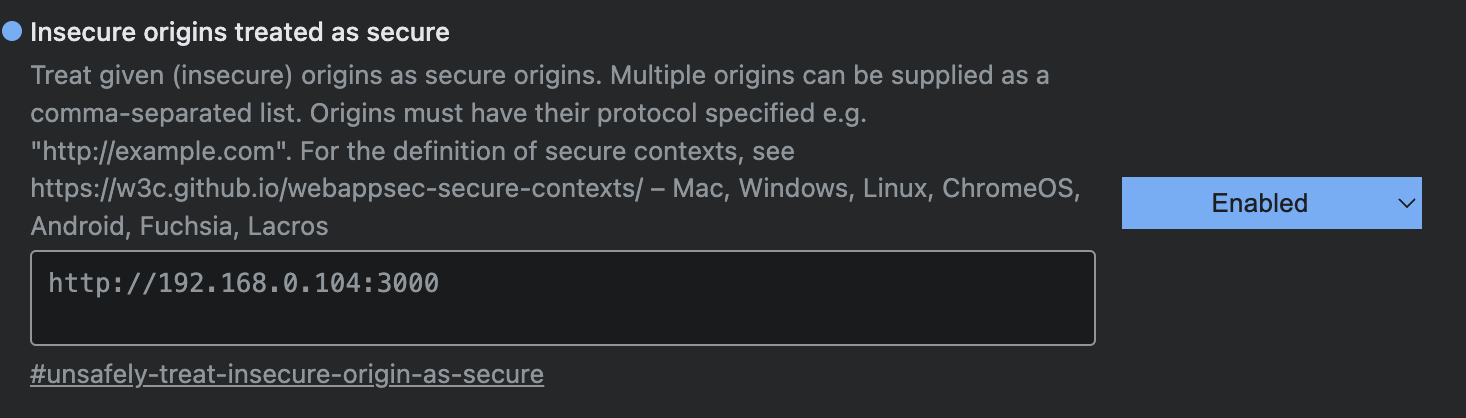 Insecure origins treated as secure
Treat given (insecure) origins as secure origins. Multiple origins can be supplied as a
comma-separated list. Origins must have their protocol specified e.g.
"http://example.com". For the definition of secure contexts, see
https://w3c.github.io/webappsec-secure-contexts/ – Mac, Windows, Linux, ChromeOS,
Android, Fuchsia, Lacros
Enabled
http://192.168.0.104:3000
#unsafely-treat-insecure-origin-as-secure